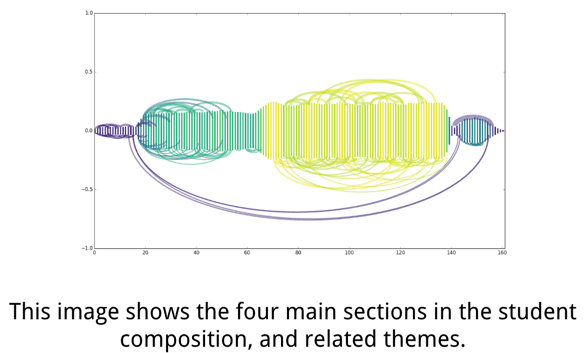 1.0
0.5
0.0
−0.5
−1.0
0 20 40 60 80 100 120 140 160
This image shows the four main sections in the student
composition, and related themes.